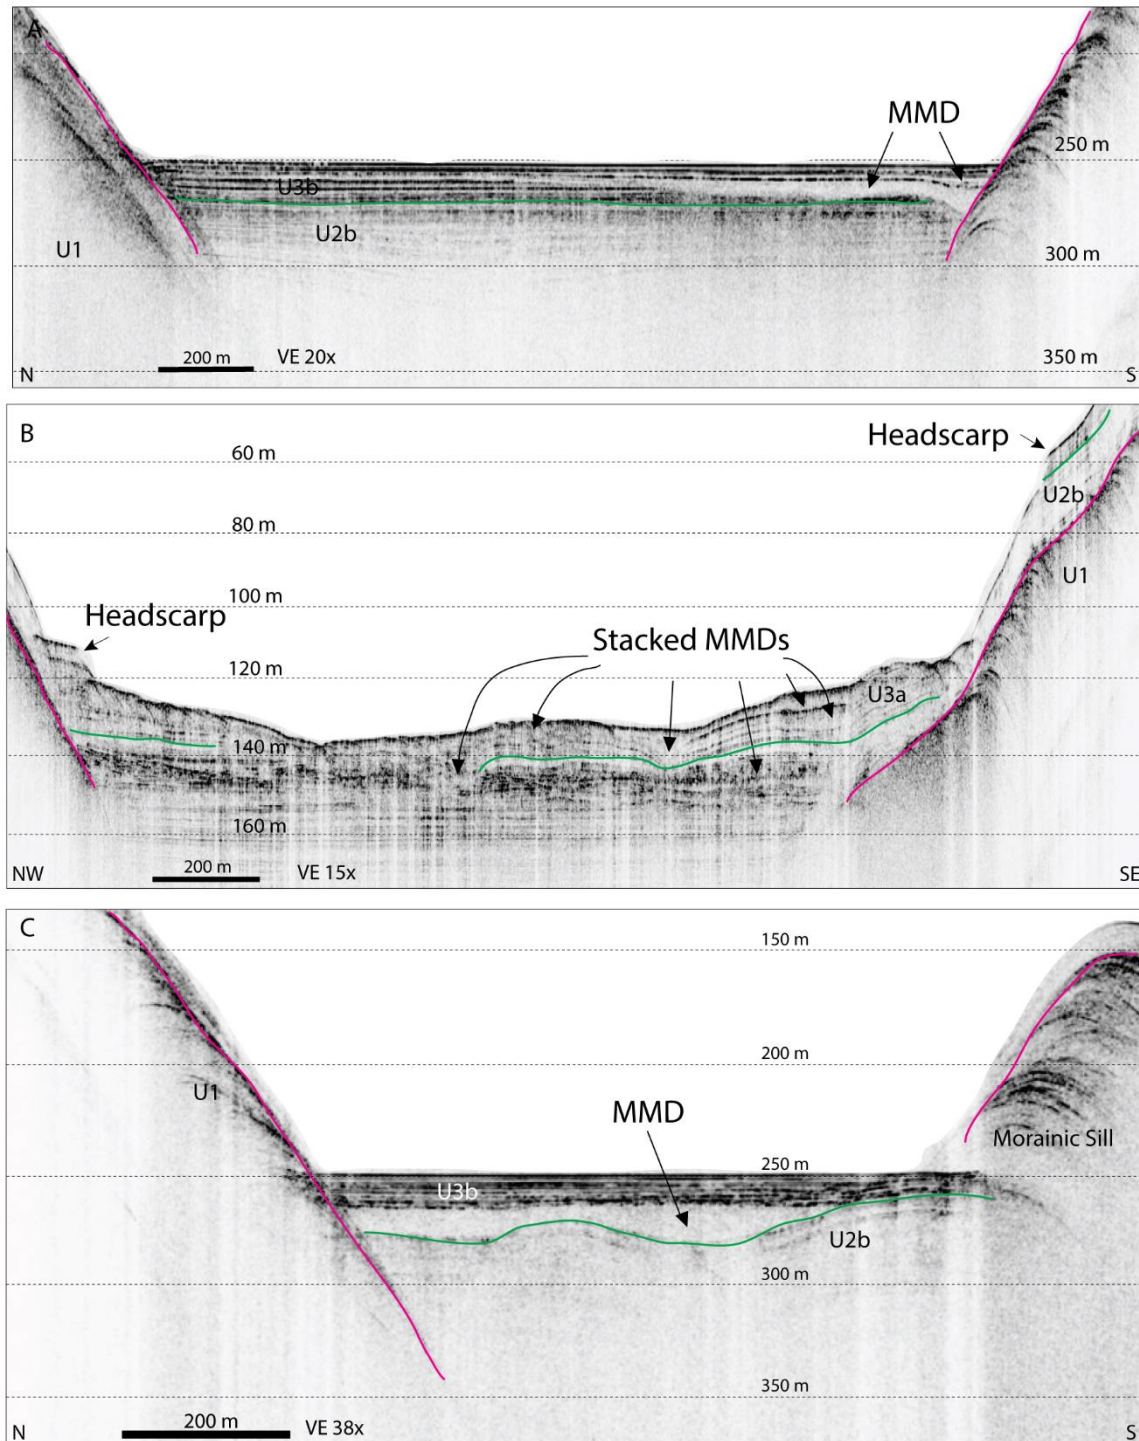 A
MMD
250 m
U3b
U2b
U1
300 m
200 m
VE 20x
350 m
N
S
B
Headscarp
60 m
U2b
80 m
U1
100 m
Headscarp
Stacked MMDs
120 m
U3a
140 m
160 m
200 m
VE 15x
NW
SE
C
150 m
200 m
U1
MMD
Morainic Sill
250 m
U3b
U2b
300 m
350 m
200 m
VE 38x
N
S